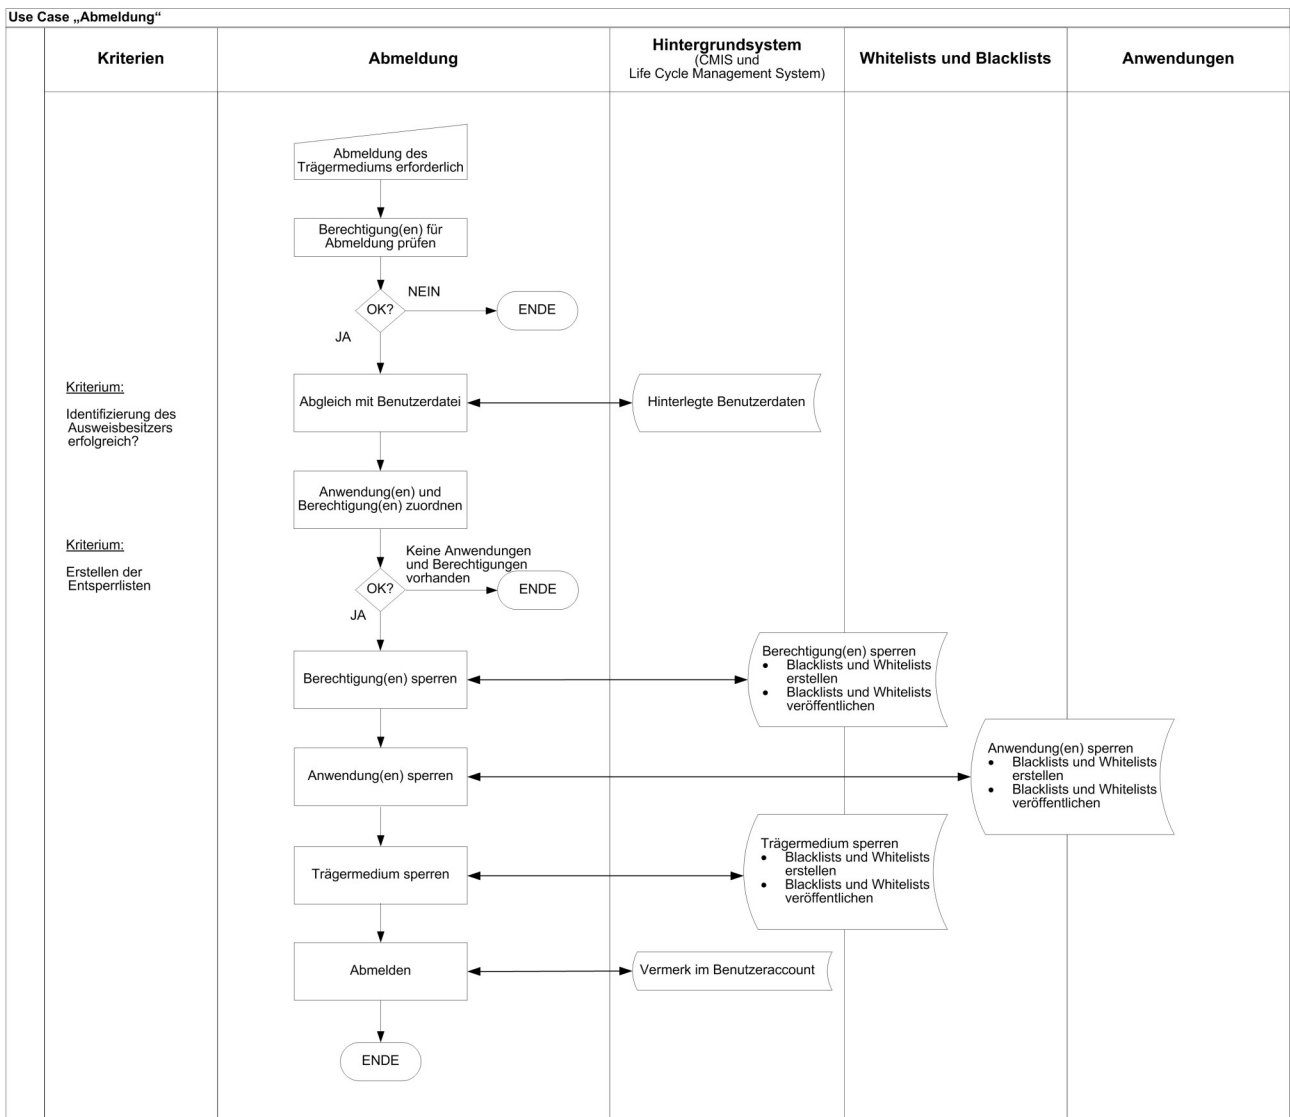 Use Case „Abmeldung“
Kriterien
Abmeldung
Hintergrundsystem
(CMIS und
Life Cycle Management System)
Whitelists und Blacklists
Anwendungen
Abmeldung des
Trägermediums erforderlich
Berechtigung(en) für
Abmeldung prüfen
OK?
NEIN
ENDE
JA
Kriterium:
Identifizierung des
Ausweisbesitzers
erfolgreich?
Abgleich mit Benutzerdatei
Hinterlegte Benutzerdaten
Anwendung(en) und
Berechtigung(en) zuordnen
Kriterium:
Erstellen der
Entsperrlisten
Keine Anwendungen
und Berechtigungen
vorhanden
OK?
ENDE
JA
Berechtigung(en) sperren
Berechtigung(en) sperren
• Blacklists und Whitelists
erstellen
• Blacklists und Whitelists
veröffentlichen
Anwendung(en) sperren
Anwendung(en) sperren
• Blacklists und Whitelists
erstellen
• Blacklists und Whitelists
veröffentlichen
Trägermedium sperren
Trägermedium sperren
• Blacklists und Whitelists
erstellen
• Blacklists und Whitelists
veröffentlichen
Abmelden
Vermerk im Benutzeraccount
ENDE